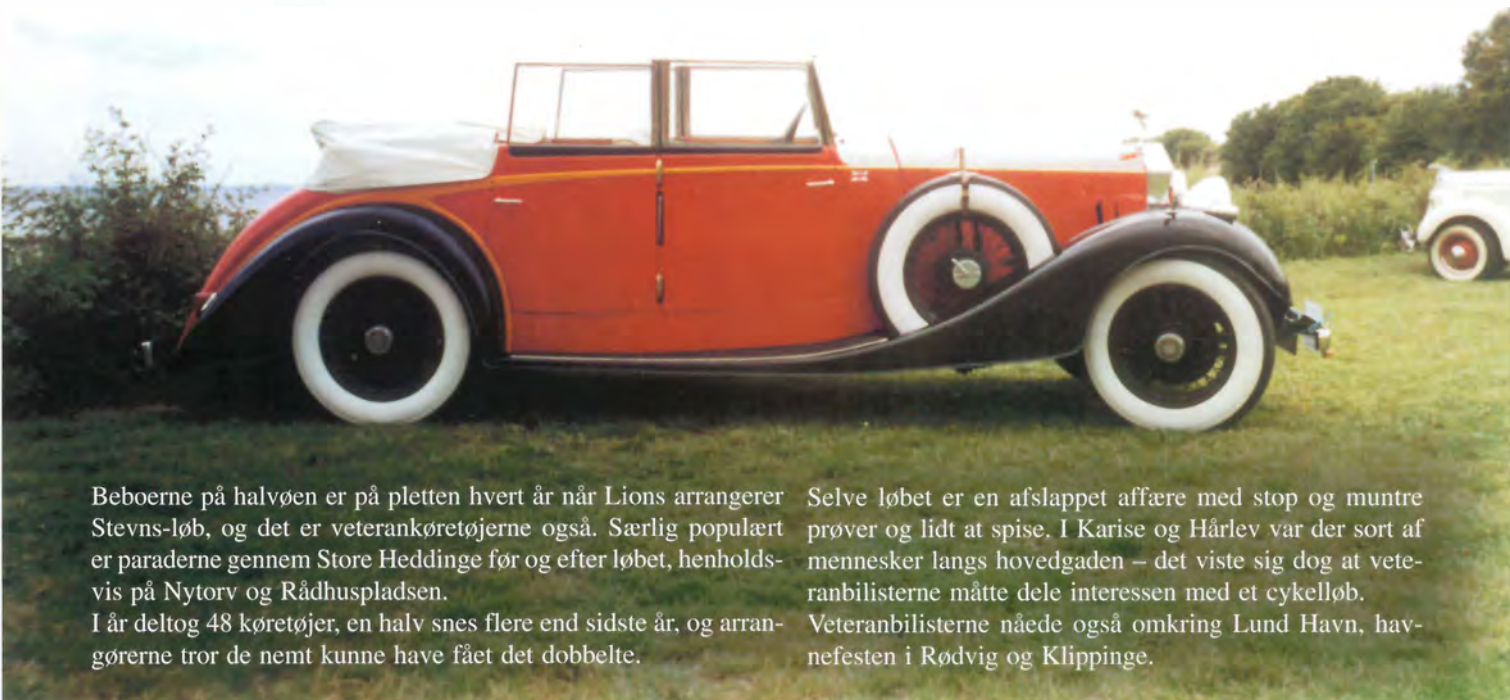 Beboerne på halvøen er på pletten hvert år når Lions arrangerer
Stevns-løb, og det er veterankøretøjerne også. Særlig populært
er paraderne gennem Store Heddinge før og efter løbet, henholds-
vis på Nytorv og Rådhuspladsen.
I år deltog 48 køretøjer, en halv snes flere end sidste år, og arran-
gørerne tror de nemt kunne have fået det dobbelte.
Selve løbet er en afslappet affære med stop og muntre
prøver og lidt at spise. I Karise og Hårlev var der sort af
mennesker langs hovedgaden – det viste sig dog at vete-
ranbilisterne måtte dele interessen med et cykelløb.
Veteranbilisterne nåede også omkring Lund Havn, hav-
nefesten i Rødvig og Klippinge.